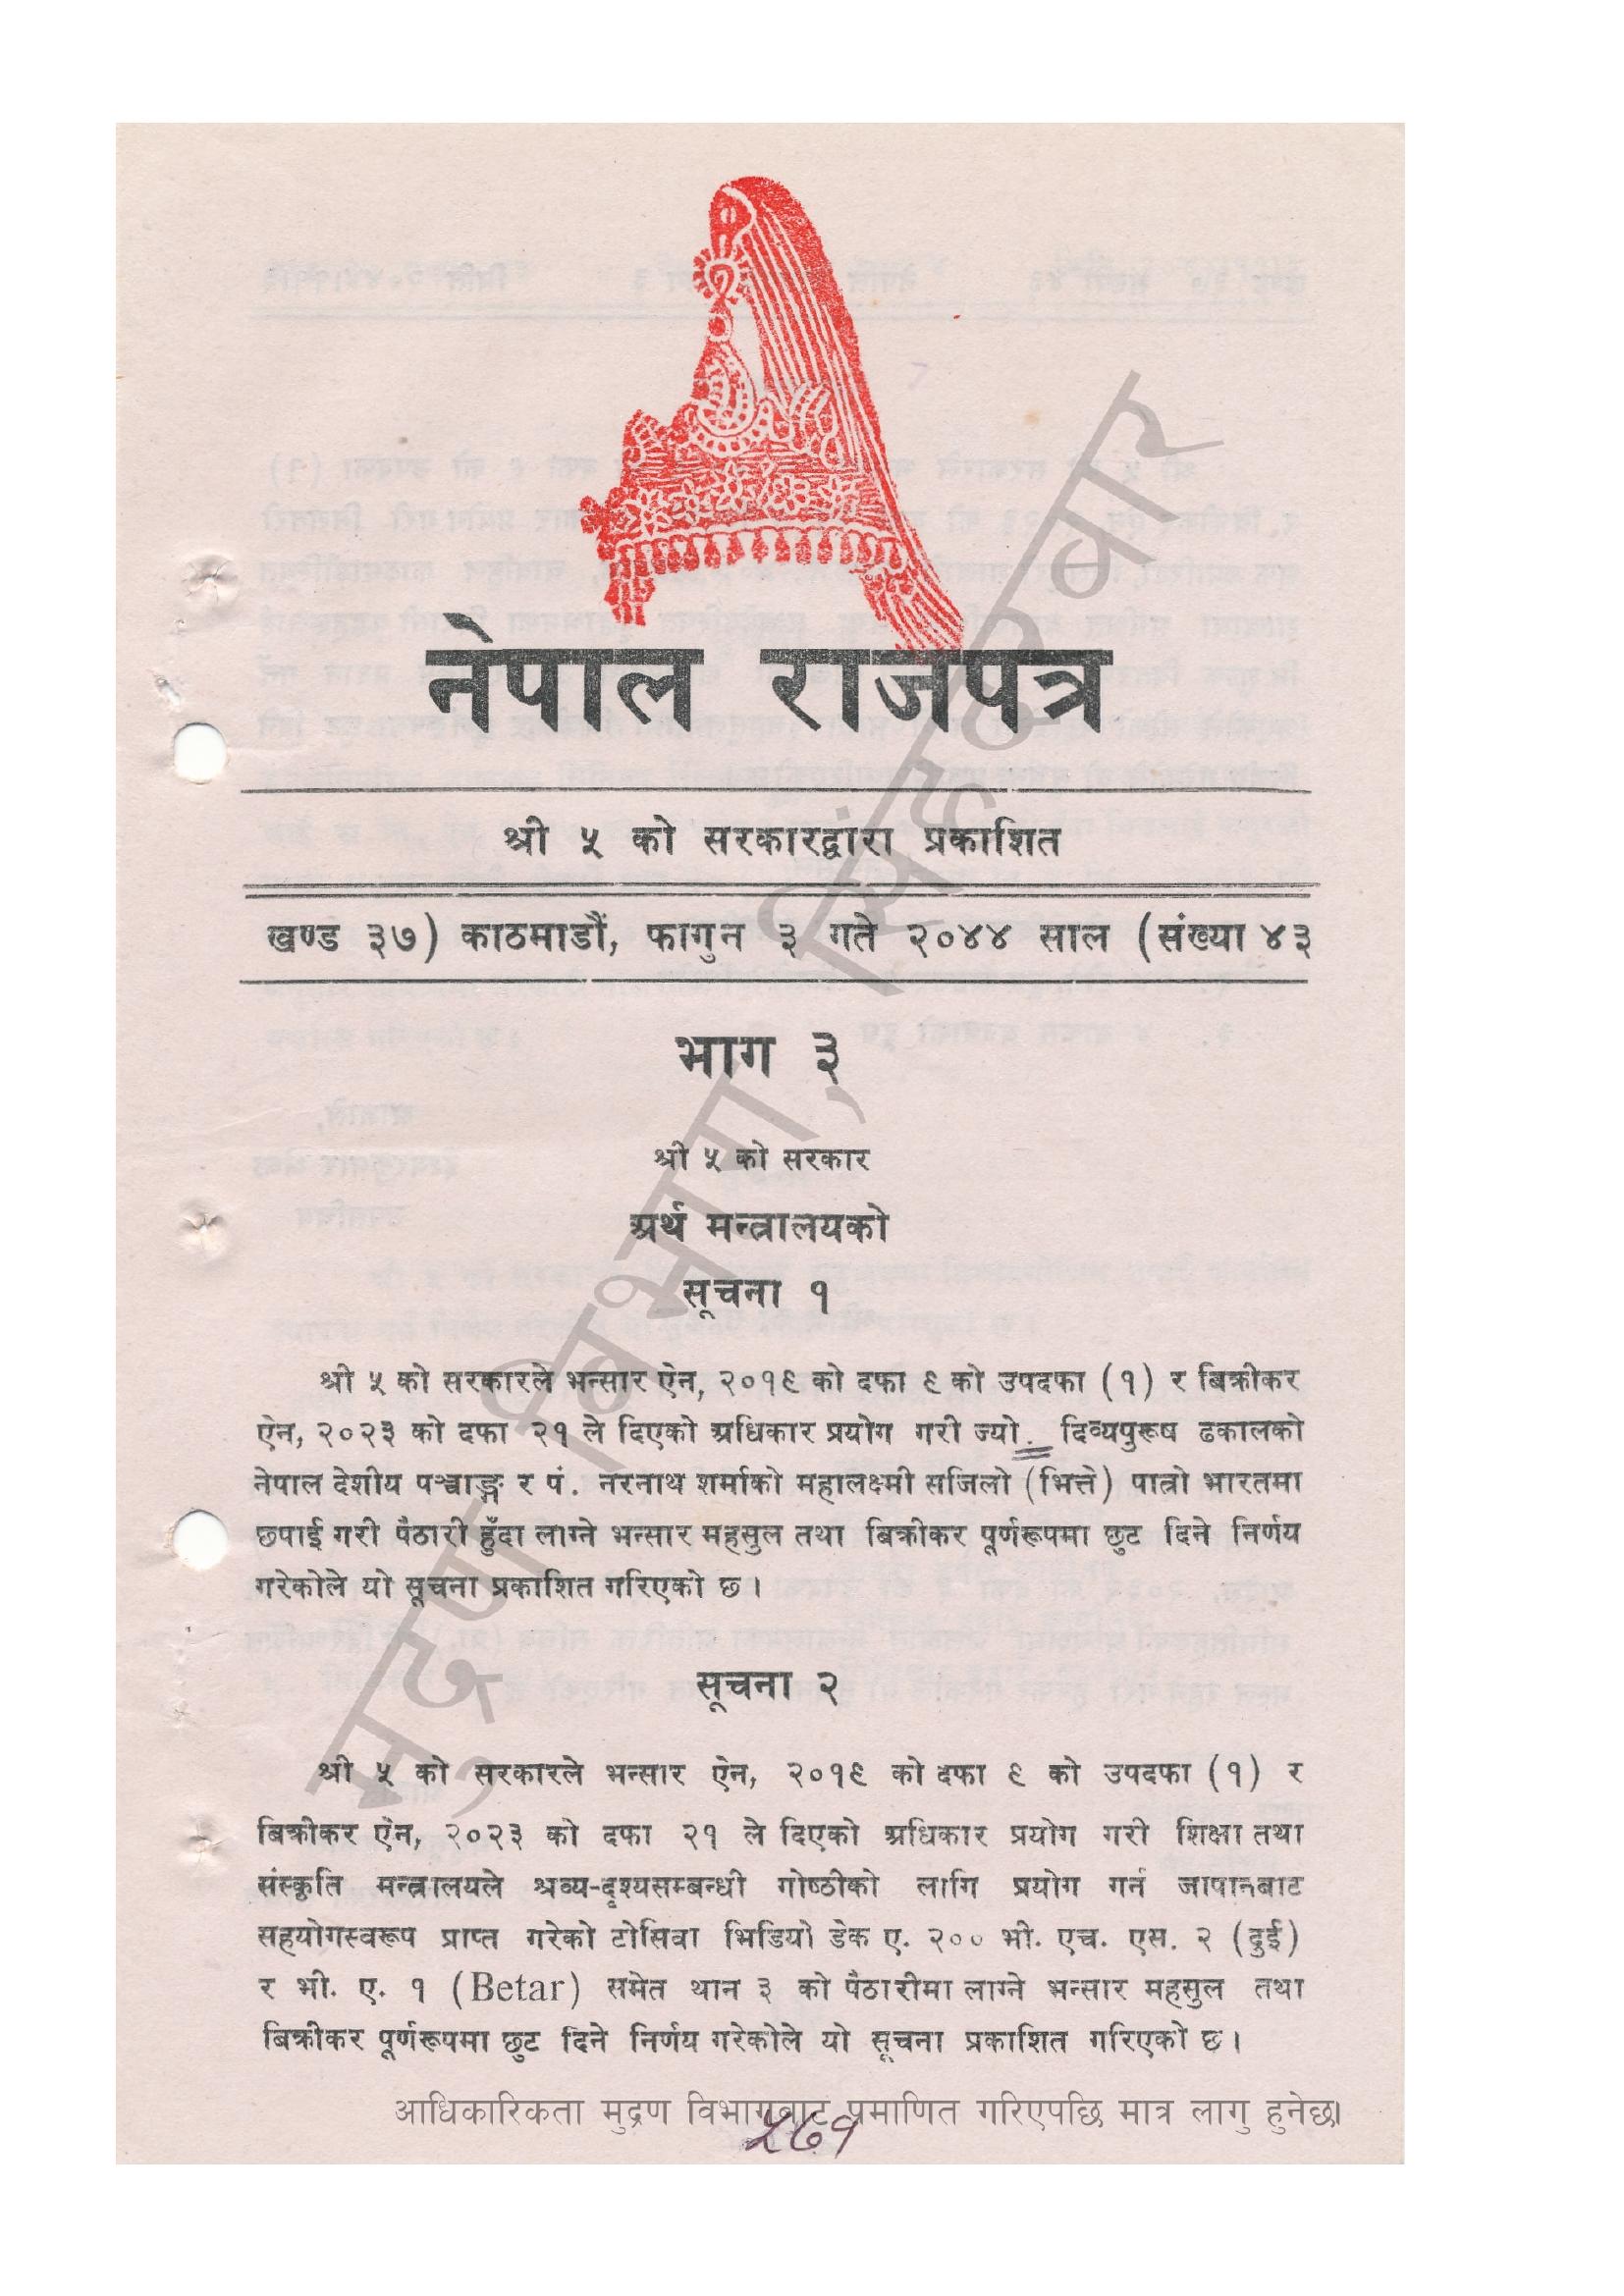 नेपाल राजपत्र
श्री ५ को सरकारद्वारा प्रकाशित
खण्ड ३७) काठमाडौं, फागुन ३ गते २०४४ साल (संख्या ४३
भाग ३
श्री ५ को सरकार
अर्थ मन्त्रालयको
सूचना १
श्री ५ को सरकारले भन्सार ऐन, २०१९ को दफा ९ को उपदफा (१) र बिक्रीकर
ऐन, २०२३ को दफा २१ ले दिएको अधिकार प्रयोग गरी ज्यो. दिव्यपुरूष ढकालको
नेपाल देशीय पञ्चाङ्ग र पं. नरनाथ शर्माको महालक्ष्मी सजिलो (भित्ते) पात्रो भारतमा
छपाई गरी पैठारी हुँदा लाग्ने भन्सार महसुल तथा बिक्रीकर पूर्णरूपमा छुट दिने निर्णय
गरेकोले यो सूचना प्रकाशित गरिएको छ ।
सूचना २
श्री ५ को सरकारले भन्सार ऐन, २०१९ को दफा ९ को उपदफा (१) र
बिक्रीकर ऐन, २०२३ को दफा २१ ले दिएको अधिकार प्रयोग गरी शिक्षा तथा
संस्कृति मन्त्रालयले श्रव्य-दृश्यसम्बन्धी गोष्ठीको लागि प्रयोग गर्न जापानबाट
सहयोगस्वरूप प्राप्त गरेको टोसिवा भिडियो डेक ए. २०० भी. एच. एस. २ (दुई)
र भी. ए. १ (Betar) समेत थान ३ को पैठारीमा लाग्ने भन्सार महसुल तथा
बिक्रीकर पूर्णरूपमा छुट दिने निर्णय गरेकोले यो सूचना प्रकाशित गरिएको छ ।
आधिकारिकता मुद्रण विभागबाट प्रमाणित गरिएपछि मात्र लागु हुनेछ।
५७१
मुद्रण विभाग, सिंहदरबार